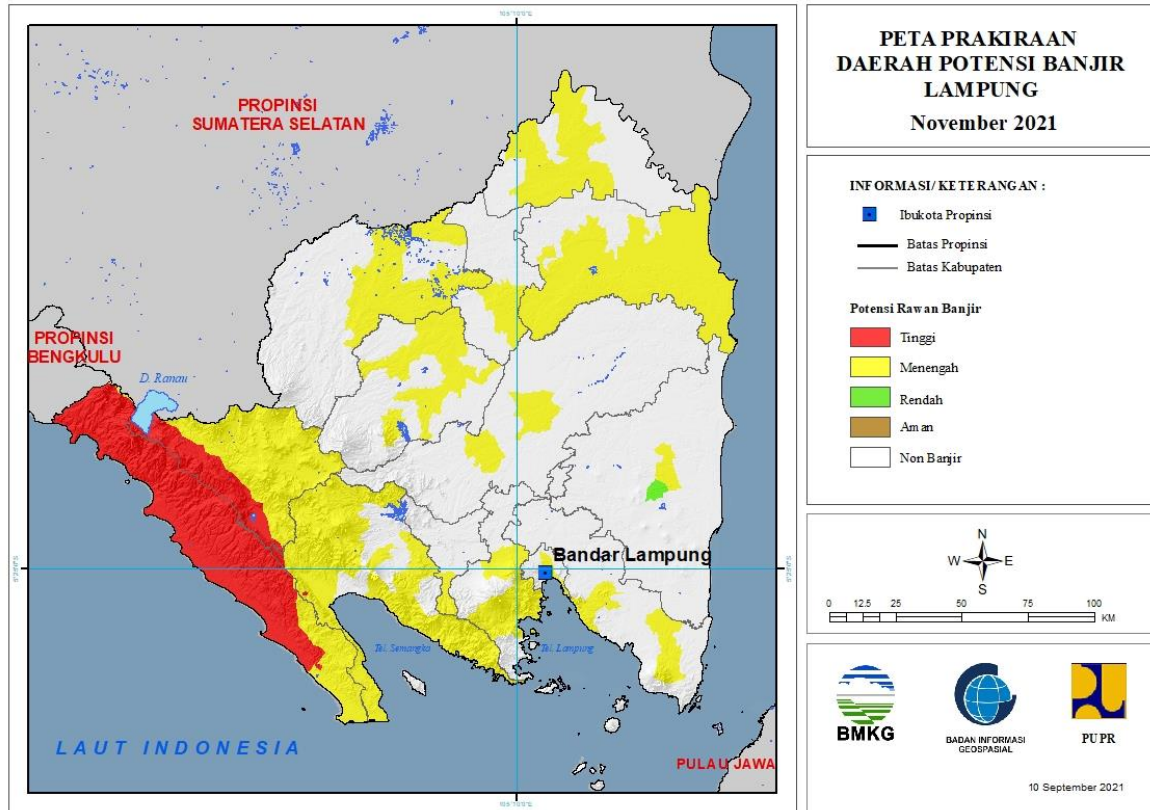 PROPINSI
SUMATERA SELATAN
PROPINSI
BENGKULU
D. Ranau
Bandar Lampung
Tel. Semangka
Tel. Lampung
LAUT INDONESIA
PULAU JAWA
PETA PRAKIRAAN
DAERAH POTENSI BANJIR
LAMPUNG
November 2021
INFORMASI/ KETERANGAN :
Ibukota Propinsi
Batas Propinsi
Batas Kabupaten
Potensi Rawan Banjir
Tinggi
Menengah
Rendah
Aman
Non Banjir
N
W E
S
0 12.5 25 50 75 100
KM
BMKG
BADAN INFORMASI
GEOSPASIAL
PUPR
10 September 2021